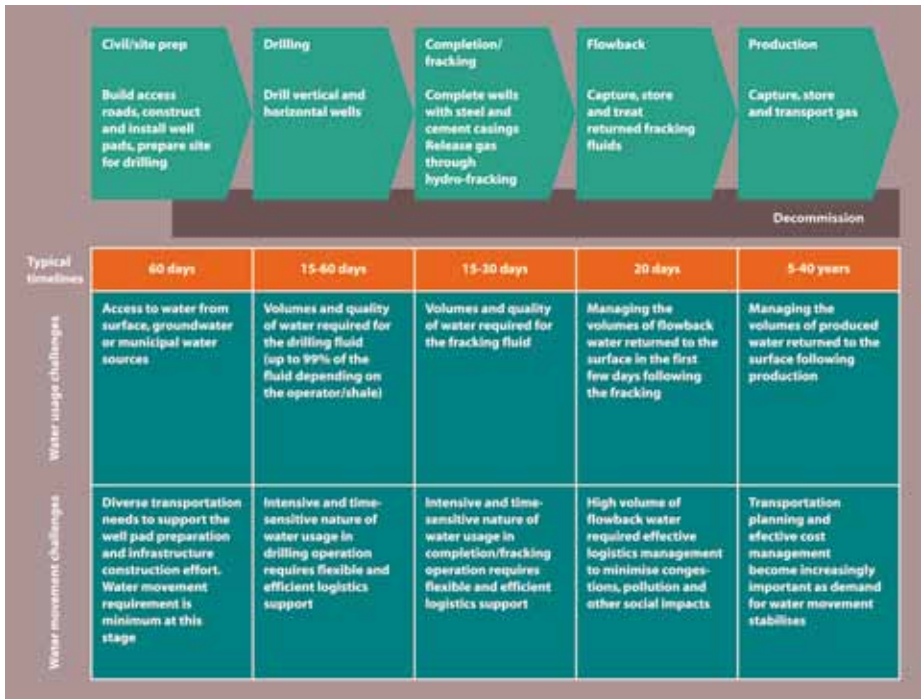 Civil/site prep
Build access
roads, construct
and install well
pads, prepare site
for drilling
Drilling
Drill vertical and
horizontal wells
Completion/
fracking
Complete wells
with steel and
cement casings
Release gas
through
hydro-fracking
Flowback
Capture, store
and treat
returned fracking
fluids
Production
Capture, store
and transport gas
Decommission
Typical
timelines
60 days
15-60 days
15-30 days
20 days
5-40 years
Water usage challanges
Access to water from
surface, groundwater
or municipal water
sources
Volumes and quality
of water required for
the drilling fluid
(up to 99% of the
fluid depending on
the operator/shale)
Volumes and quality
of water required for
the fracking fluid
Managing the
volumes of flowback
water returned to the
surface in the first
few days following
the fracking
Managing the
volumes of produced
water returned to the
surface following
production
Water movement challenges
Diverse transportation
needs to support the
well pad preparation
and infrastructure
construction effort.
Water movement
requirement is
minimum at this
stage
Intensive and time-
sensitive nature of
water usage in
drilling operation
requires flexible and
efficient logistics
support
Intensive and time-
sensitive nature of
water usage in
completion/fracking
operation requires
flexible and efficient
logistics support
High volume of
flowback water
required effective
logistics management
to minimise conges-
tions, pollution and
other social impacts
Transportation
planning and
efective cost
management
become increasingly
important as demand
for water movement
stabilises